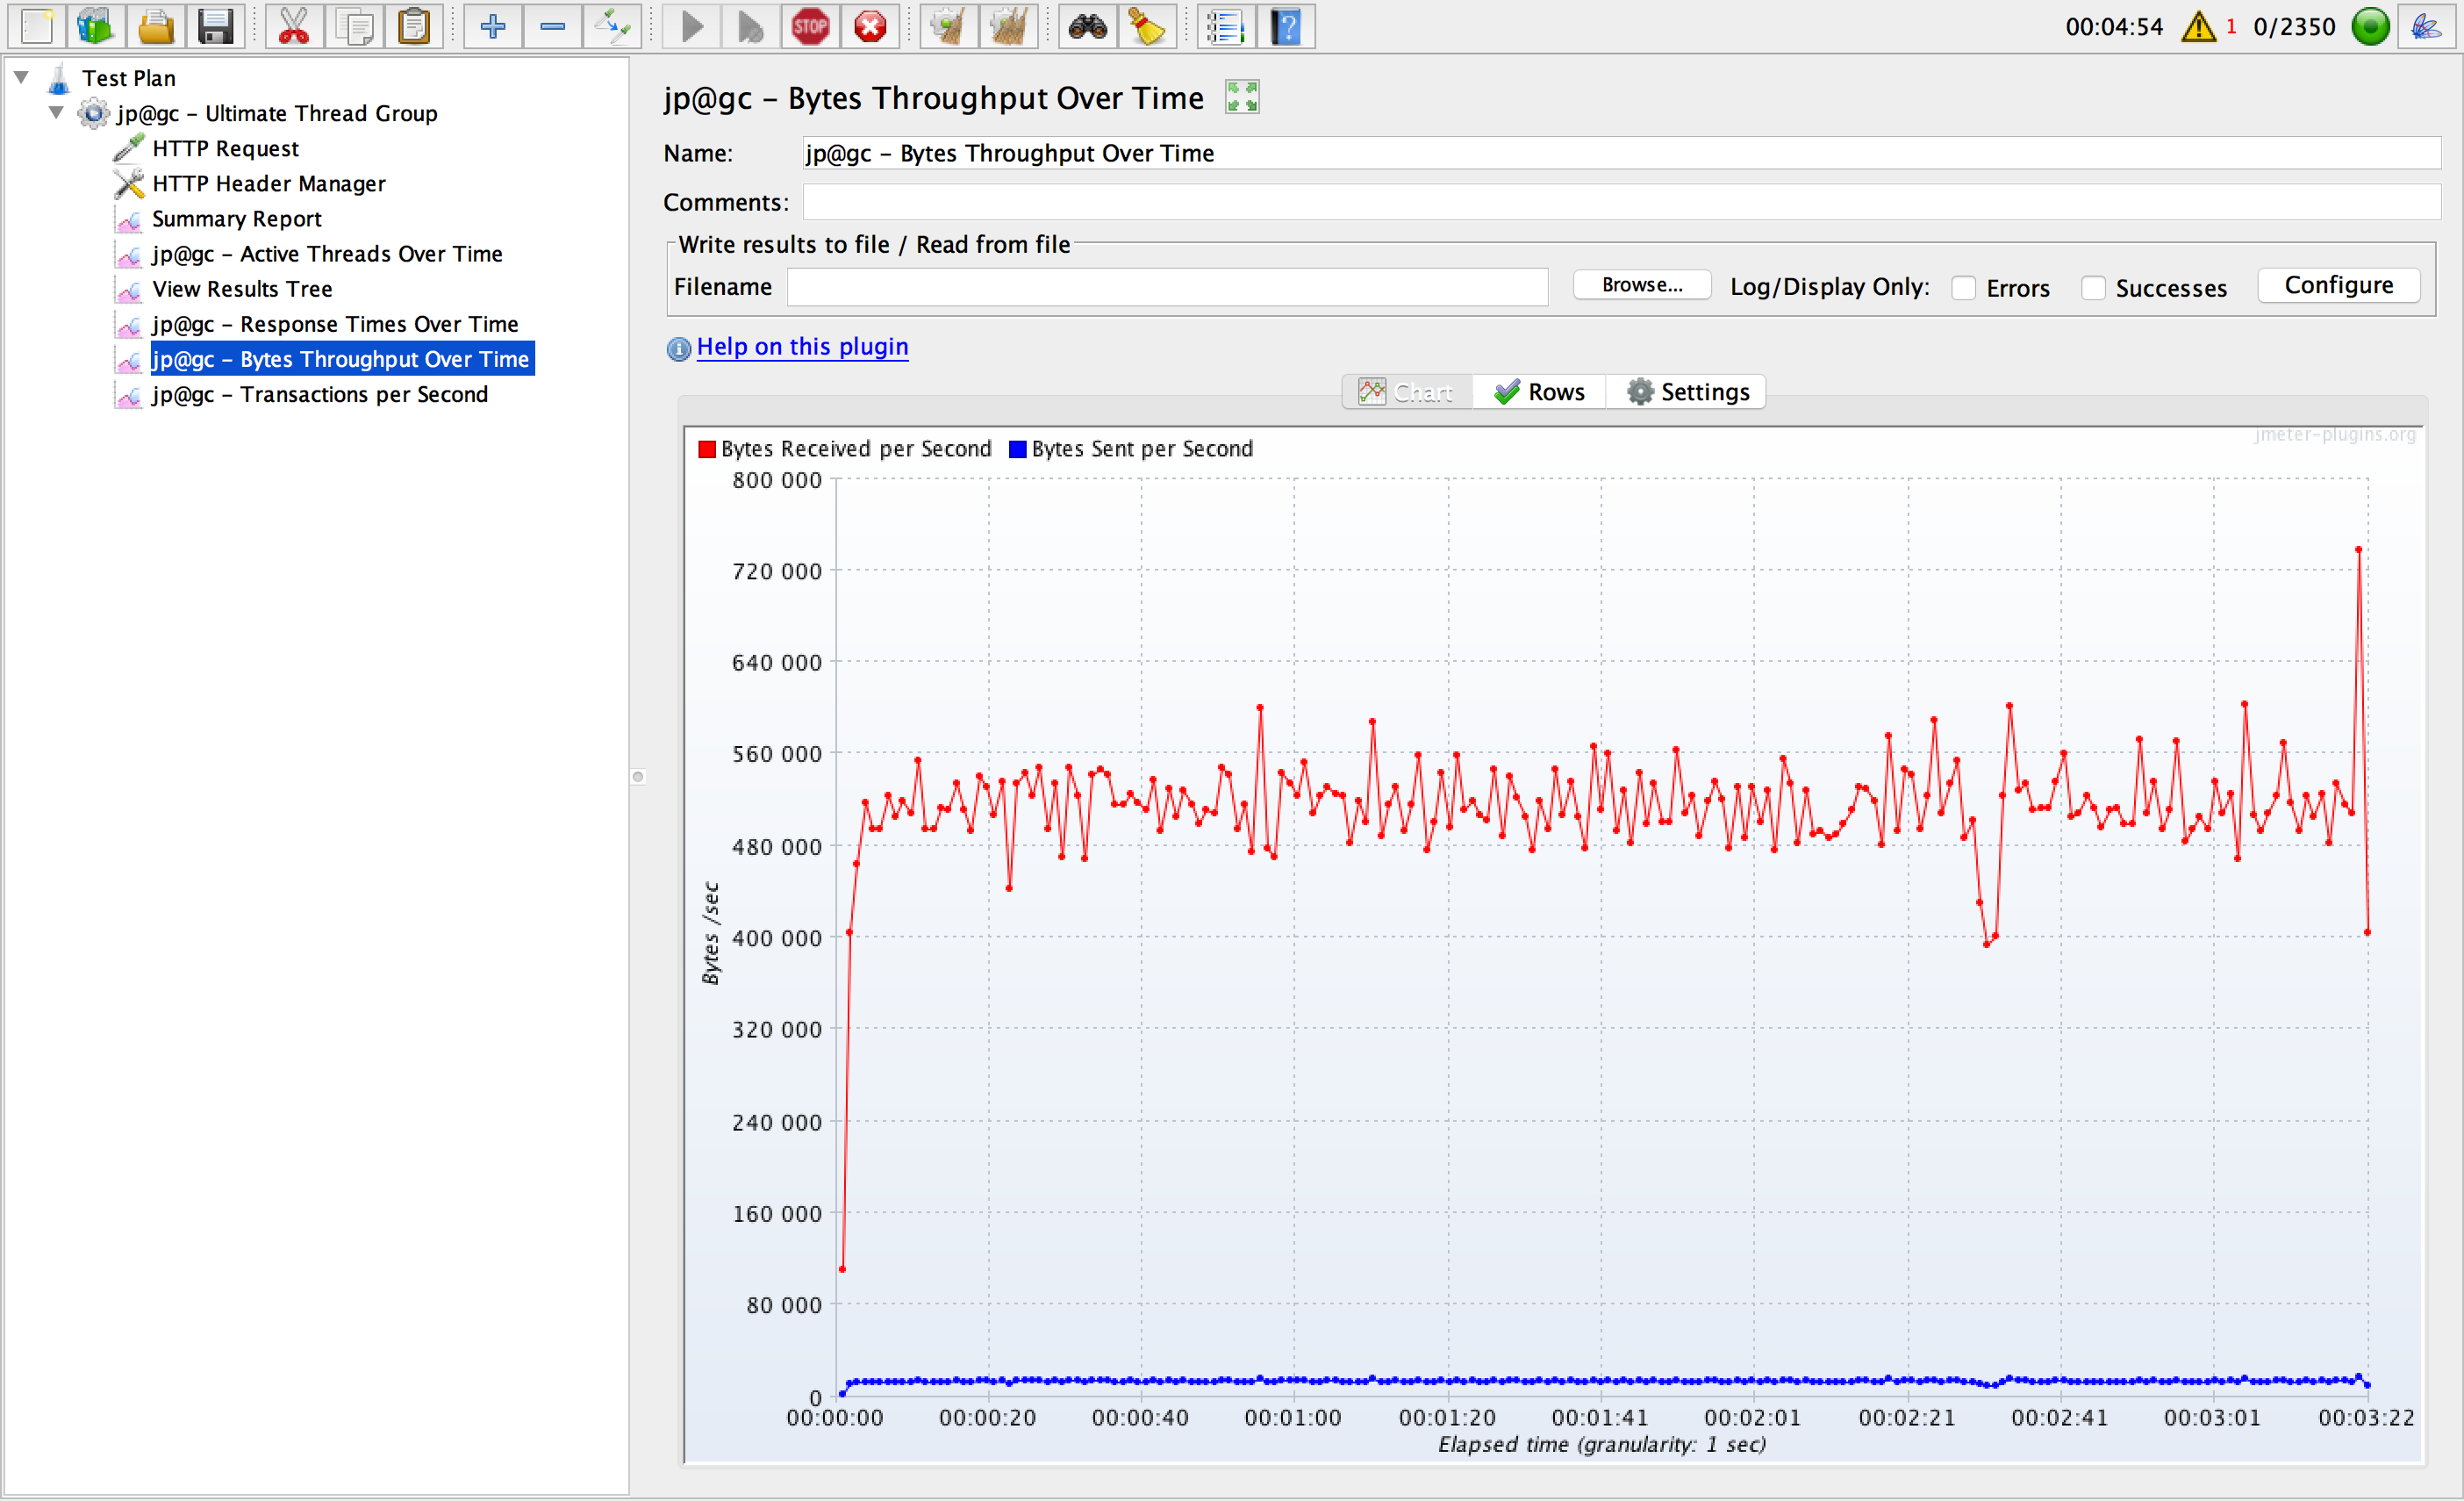 STOP
00:04:54 1 0/2350
Test Plan
jp@gc – Ultimate Thread Group
HTTP Request
HTTP Header Manager
Summary Report
jp@gc – Active Threads Over Time
View Results Tree
jp@gc – Response Times Over Time
jp@gc – Bytes Throughput Over Time
jp@gc – Transactions per Second
jp@gc – Bytes Throughput Over Time
Name: jp@gc – Bytes Throughput Over Time
Comments:
Write results to file / Read from file
Filename Browse... Log/Display Only: Errors Successes Configure
Help on this plugin
Chart Rows Settings
jmeter-plugins.org
Bytes Received per Second Bytes Sent per Second
800 000
720 000
640 000
560 000
480 000
400 000
320 000
240 000
160 000
80 000
0
Bytes /sec
00:00:00 00:00:20 00:00:40 00:01:00 00:01:20 00:01:41 00:02:01 00:02:21 00:02:41 00:03:01 00:03:22
Elapsed time (granularity: 1 sec)